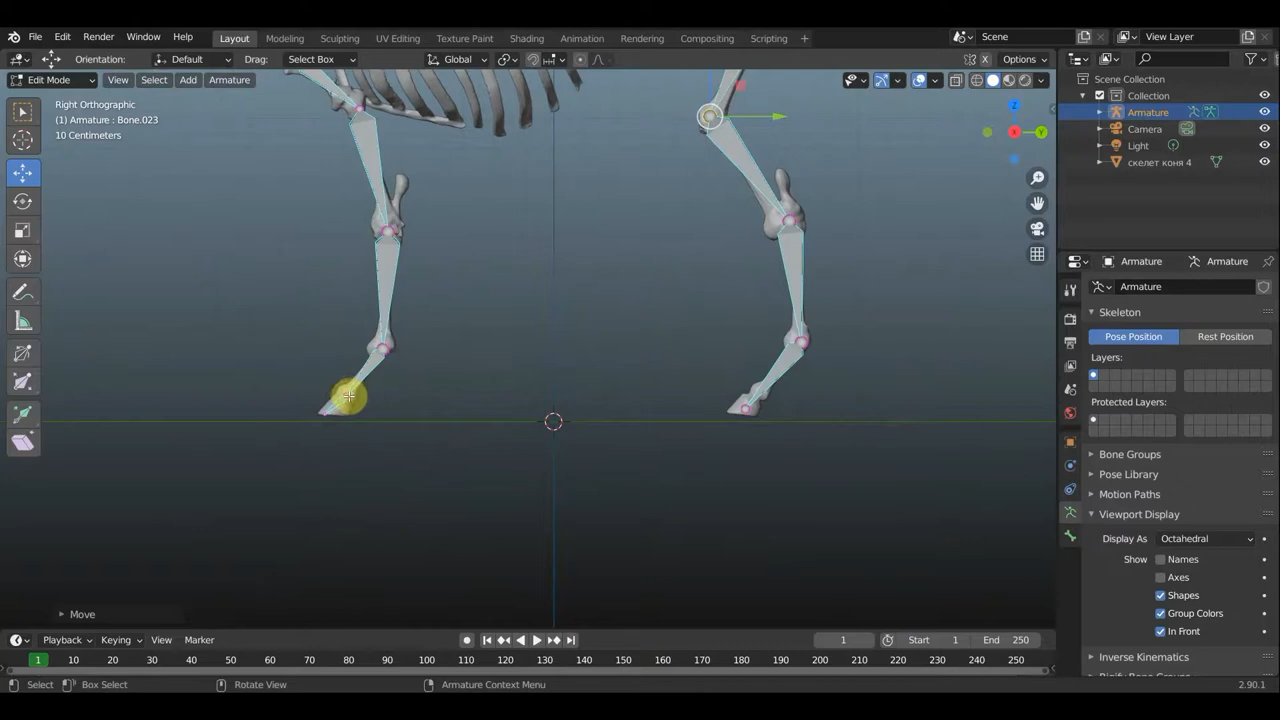 File Edit Render Window Help Layout Modeling Sculpting UV Editing Texture Paint Shading Animation Rendering Compositing Scripting + Scene View Layer
Orientation: Default Drag: Select Box Global Options
Edit Mode View Select Add Armature
Right Orthographic
(1) Armature : Bone.023
10 Centimeters
Z
X
Y
Scene Collection
Collection
Armature
Camera
Light
скелет коня 4
Armature Armature
Armature
Skeleton
Pose Position Rest Position
Layers:
Protected Layers:
Bone Groups
Pose Library
Motion Paths
Viewport Display
Display As Octahedral
Show Names
Axes
Shapes
Group Colors
In Front
Inverse Kinematics
Rigify Bone Groups
Move
Playback Keying View Marker 1 Start 1 End 250
1 10 20 30 40 50 60 70 80 90 100 110 120 130 140 150 160 170 180 190 200 210 220 230 240 250
Select Box Select Rotate View Armature Context Menu 2.90.1